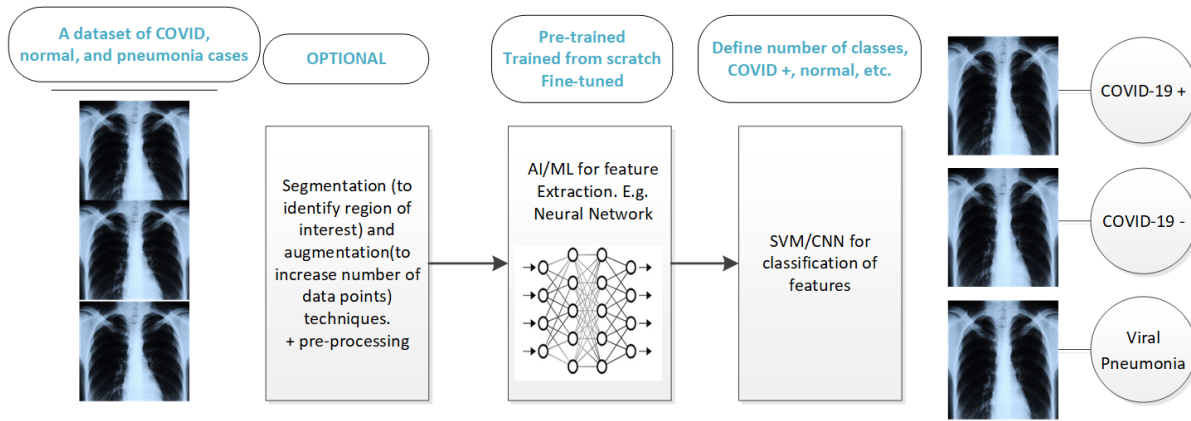 A dataset of COVID,
normal, and pneumonia cases
OPTIONAL
Pre-trained
Trained from scratch
Fine-tuned
Define number of classes,
COVID +, normal, etc.
Segmentation (to
identify region of
interest) and
augmentation(to
increase number of
data points)
techniques.
+ pre-processing
AI/ML for feature
Extraction. E.g.
Neural Network
SVM/CNN for
classification of
features
COVID-19 +
COVID-19 -
Viral
Pneumonia